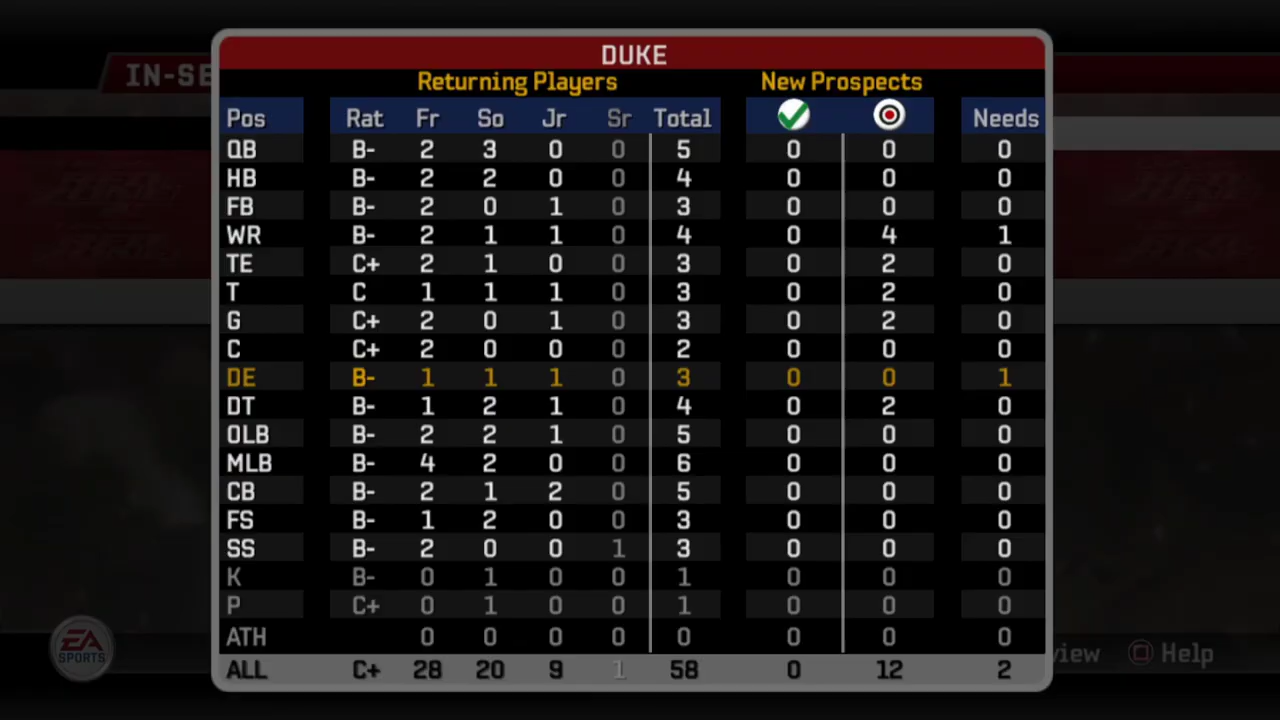 DUKE
IN-SE
Returning Players New Prospects
Pos Rat Fr So Jr Sr Total Needs
QB B- 2 3 0 0 5 0 0 0
HB B- 2 2 0 0 4 0 0 0
FB B- 2 0 1 0 3 0 0 0
WR B- 2 1 1 0 4 0 4 1
TE C+ 2 1 0 0 3 0 2 0
T C 1 1 1 0 3 0 2 0
G C+ 2 0 1 0 3 0 2 0
C C+ 2 0 0 0 2 0 0 0
DE B- 1 1 1 0 3 0 0 1
DT B- 1 2 1 0 4 0 2 0
OLB B- 2 2 1 0 5 0 0 0
MLB B- 4 2 0 0 6 0 0 0
CB B- 2 1 2 0 5 0 0 0
FS B- 1 2 0 0 3 0 0 0
SS B- 2 0 0 1 3 0 0 0
K B- 0 1 0 0 1 0 0 0
P C+ 0 1 0 0 1 0 0 0
ATH 0 0 0 0 0 0 0 0
ALL C+ 28 20 9 1 58 0 12 2
EA SPORTS
view Help